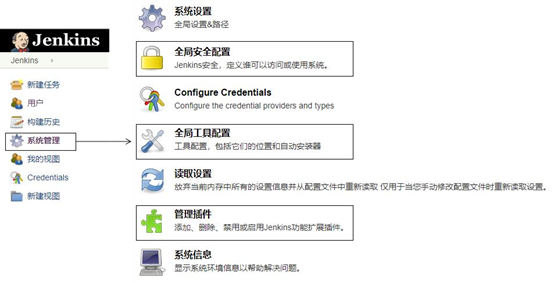 Jenkins
Jenkins ›
新建任务
用户
构建历史
系统管理
我的视图
Credentials
新建视图
系统设置
全局设置&路径
全局安全配置
Jenkins安全，定义谁可以访问或使用系统。
Configure Credentials
Configure the credential providers and types
全局工具配置
工具配置，包括它们的位置和自动安装器
读取设置
放弃当前内存中所有的设置信息并从配置文件中重新读取 仅用于当您手动修改配置文件时重新读取设置。
管理插件
添加、删除、禁用或启用Jenkins功能扩展插件。
系统信息
显示系统环境信息以帮助解决问题。